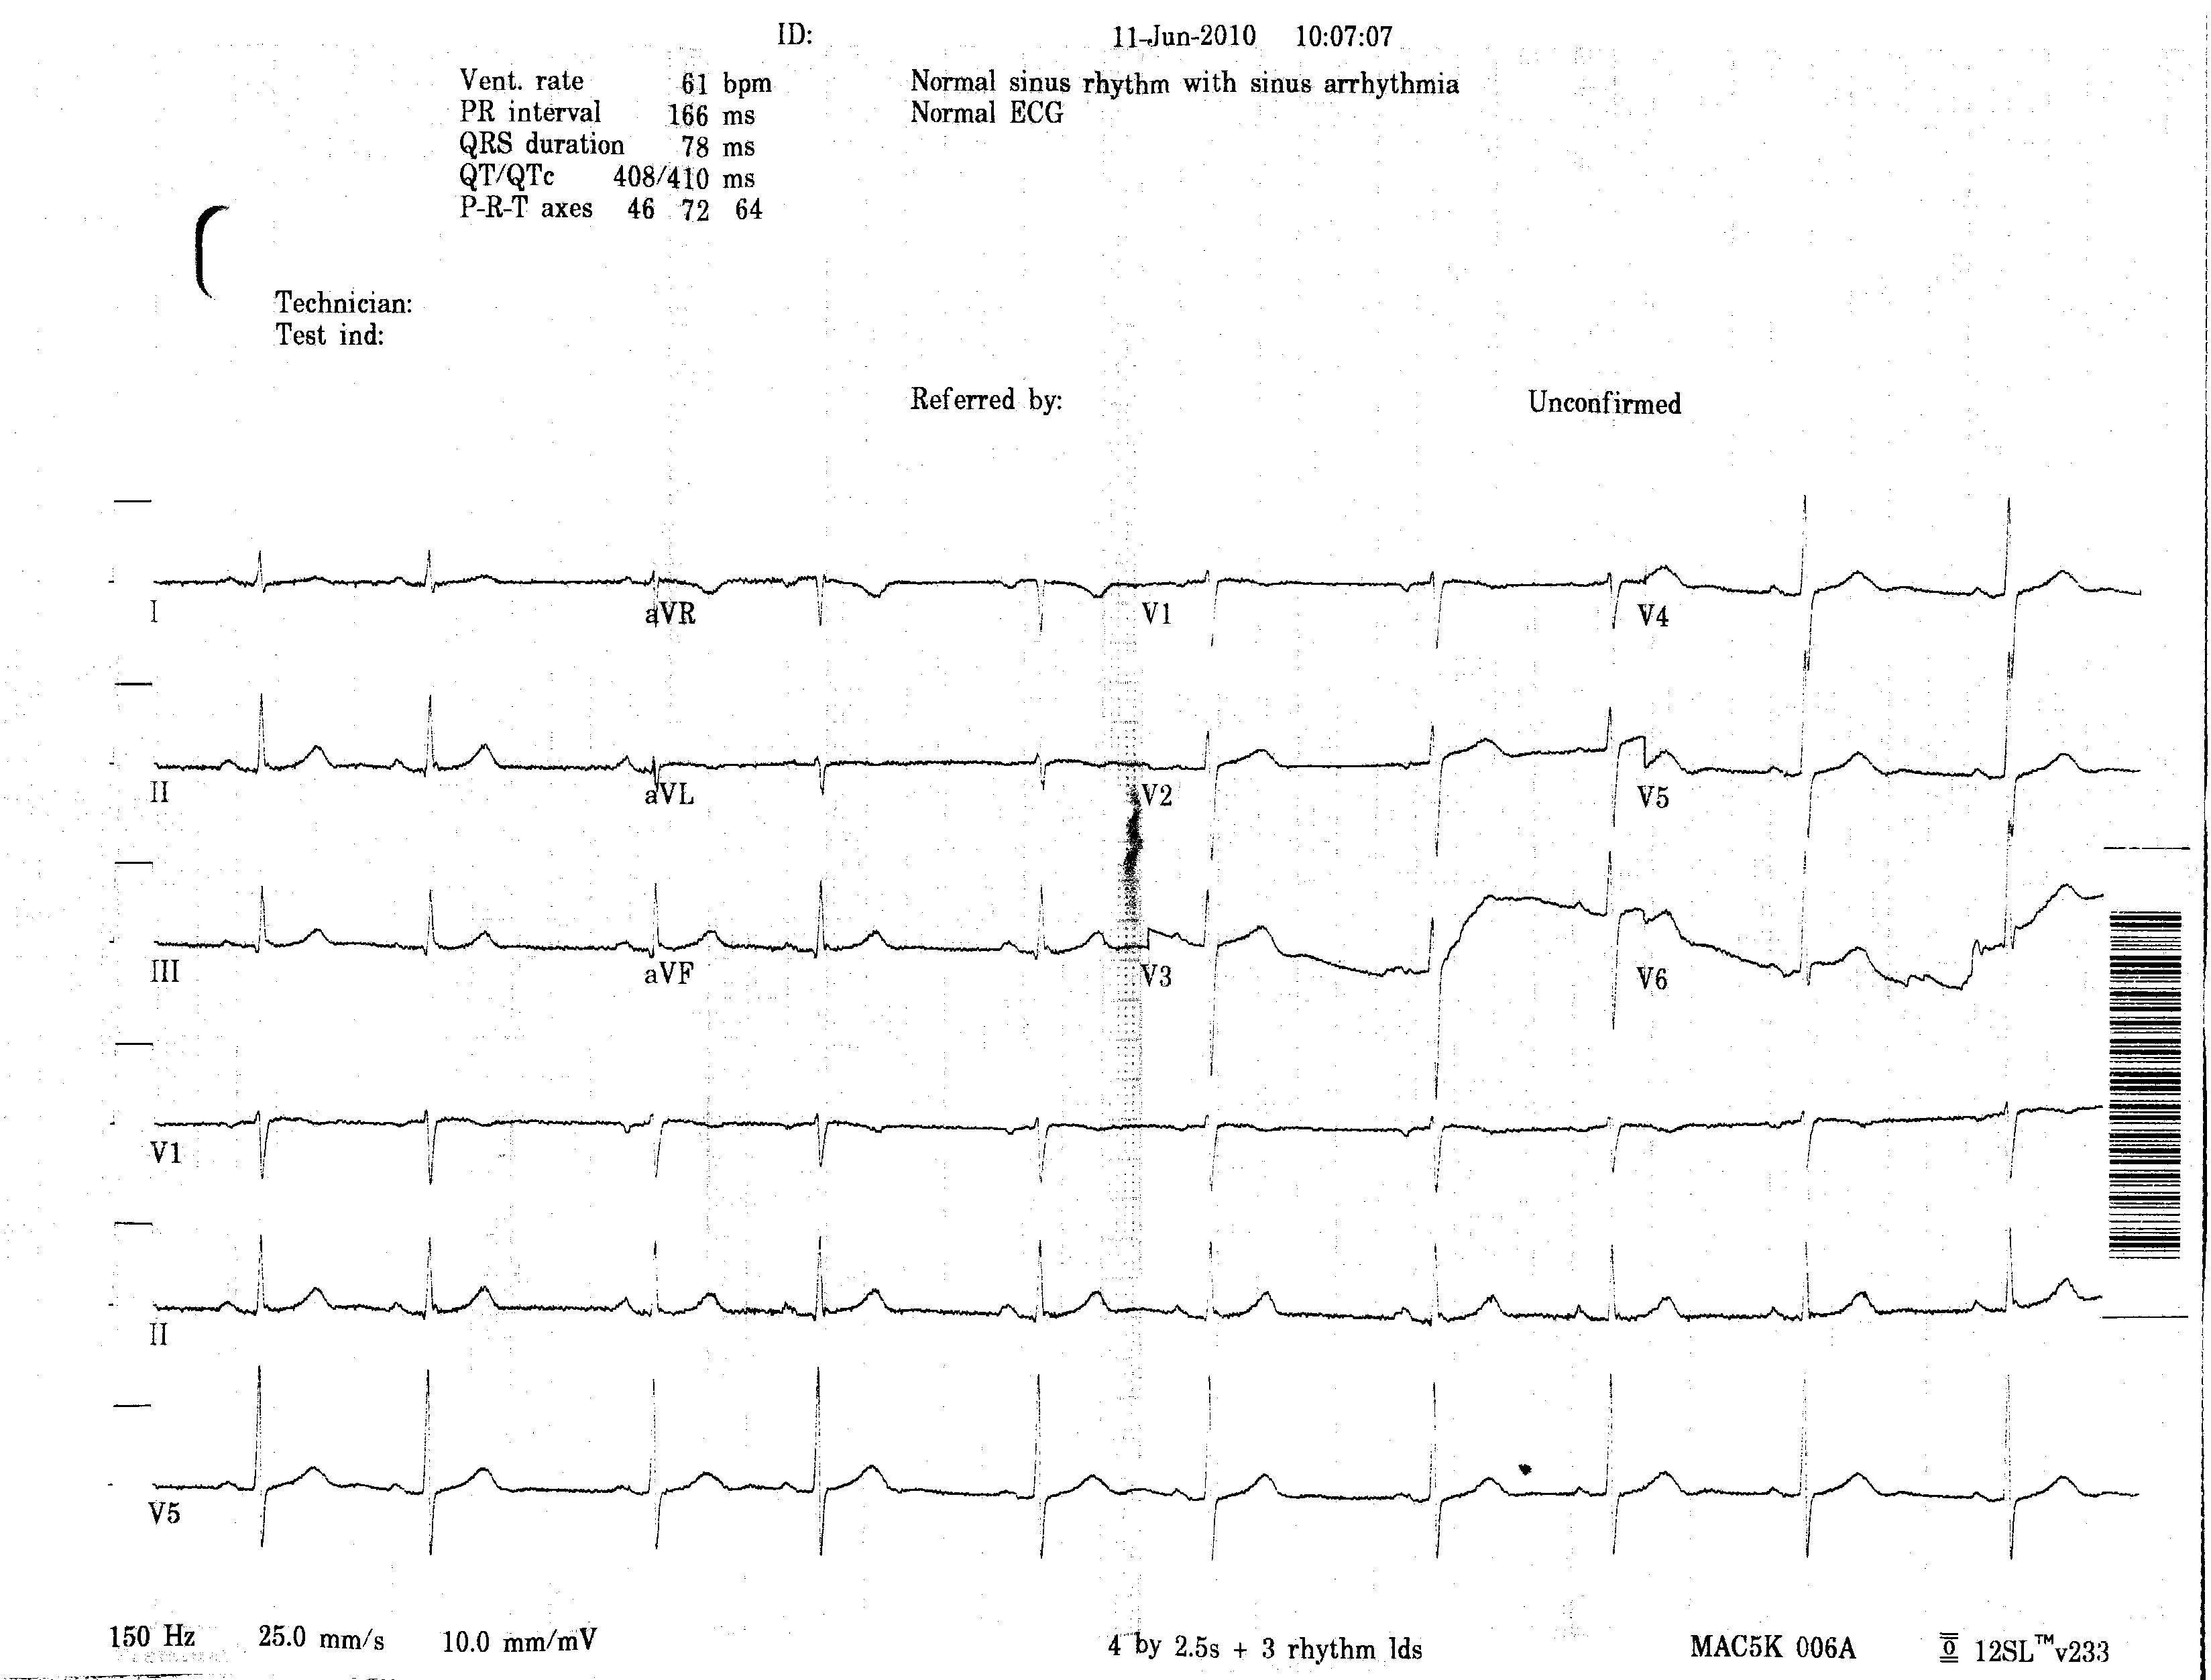 ID: 11-Jun-2010 10:07:07
Vent. rate 61 bpm Normal sinus rhythm with sinus arrhythmia
PR interval 166 ms Normal ECG
QRS duration 78 ms
QT/QTc 408/410 ms
P-R-T axes 46 72 64
Technician:
Test ind:
Referred by: Unconfirmed
I aVR V1 V4
II aVL V2 V5
III aVF V3 V6
V1
II
V5
150 Hz 25.0 mm/s 10.0 mm/mV 4 by 2.5s + 3 rhythm lds MAC5K 006A 12SL™v233